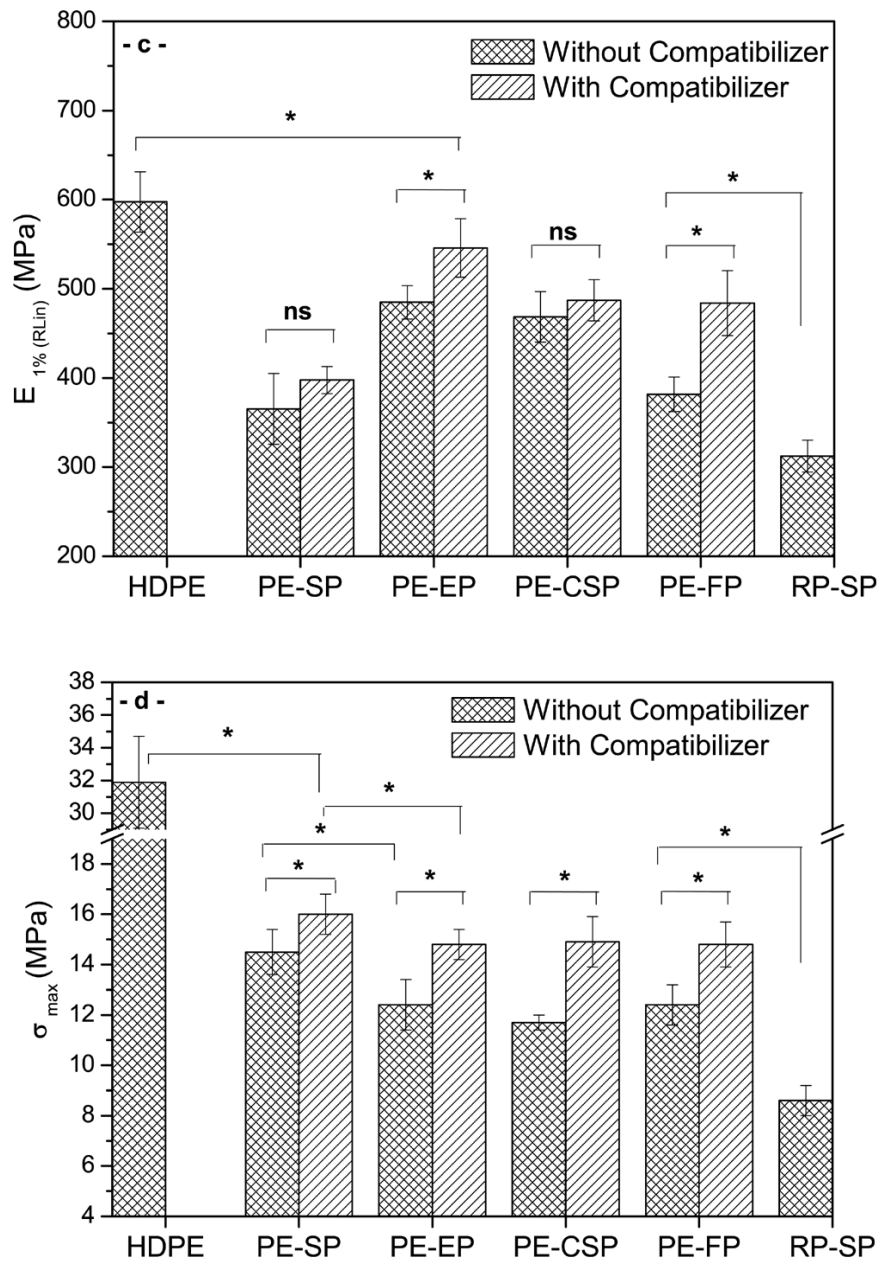 800
- c -
Without Compatibilizer
With Compatibilizer
700
*
600
*
*
ns
*
500
ns
400
300
200
E 1% (RLin) (MPa)
HDPE PE-SP PE-EP PE-CSP PE-FP RP-SP
38
- d -
Without Compatibilizer
With Compatibilizer
36
34
*
32
*
30
*
*
18
*
*
*
*
16
14
12
10
8
6
4
σ max (MPa)
HDPE PE-SP PE-EP PE-CSP PE-FP RP-SP